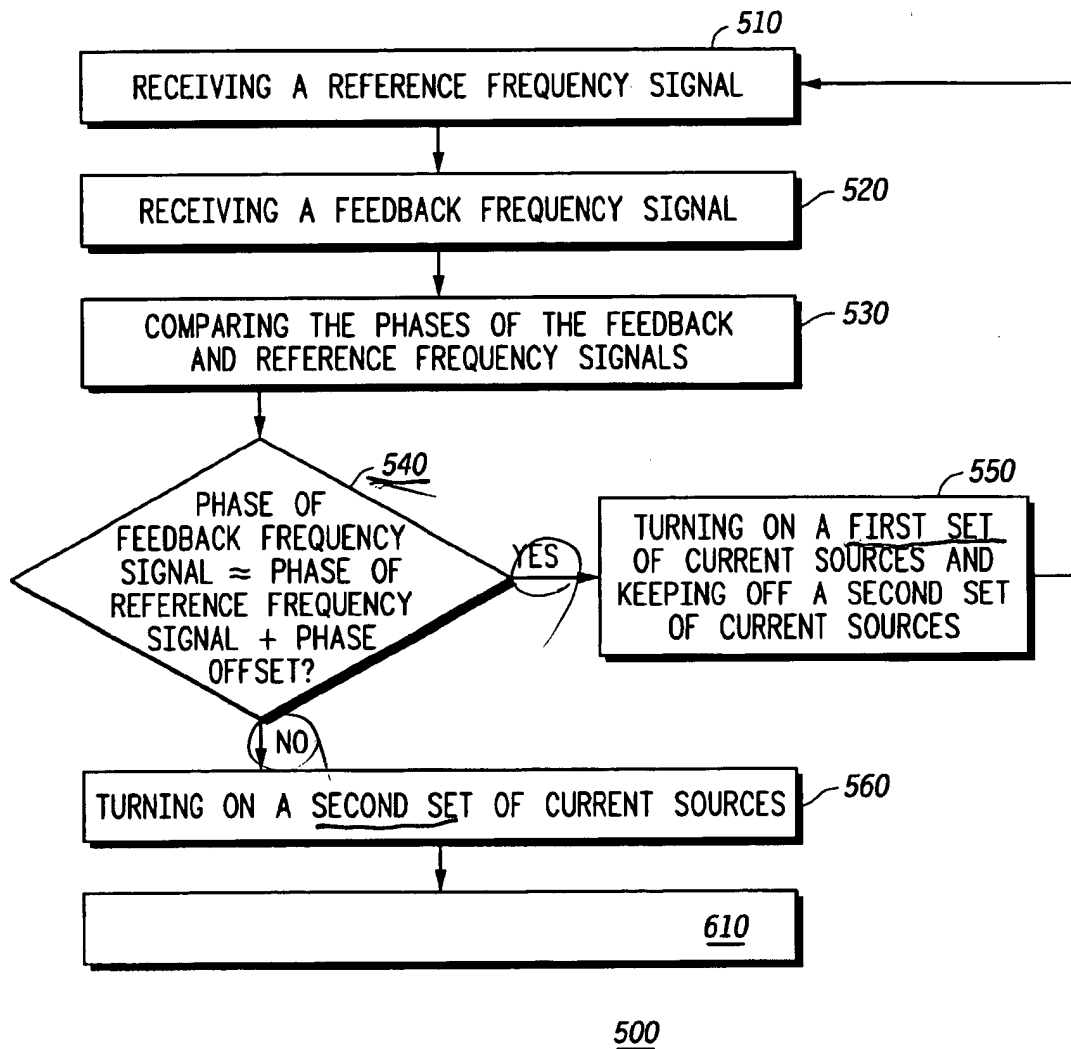 510
RECEIVING A REFERENCE FREQUENCY SIGNAL
520
RECEIVING A FEEDBACK FREQUENCY SIGNAL
530
COMPARING THE PHASES OF THE FEEDBACK
AND REFERENCE FREQUENCY SIGNALS
540
PHASE OF
FEEDBACK FREQUENCY
SIGNAL ≈ PHASE OF
REFERENCE FREQUENCY
SIGNAL + PHASE
OFFSET?
YES
550
TURNING ON A FIRST SET
OF CURRENT SOURCES AND
KEEPING OFF A SECOND SET
OF CURRENT SOURCES
NO
560
TURNING ON A SECOND SET OF CURRENT SOURCES
610
500